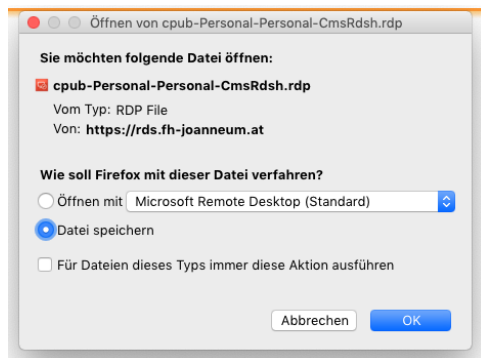 Öffnen von cpub-Personal-Personal-CmsRdsh.rdp
Sie möchten folgende Datei öffnen:
cpub-Personal-Personal-CmsRdsh.rdp
Vom Typ: RDP File
Von: https://rds.fh-joanneum.at
Wie soll Firefox mit dieser Datei verfahren?
Öffnen mit Microsoft Remote Desktop (Standard)
Datei speichern
Für Dateien dieses Typs immer diese Aktion ausführen
Abbrechen OK